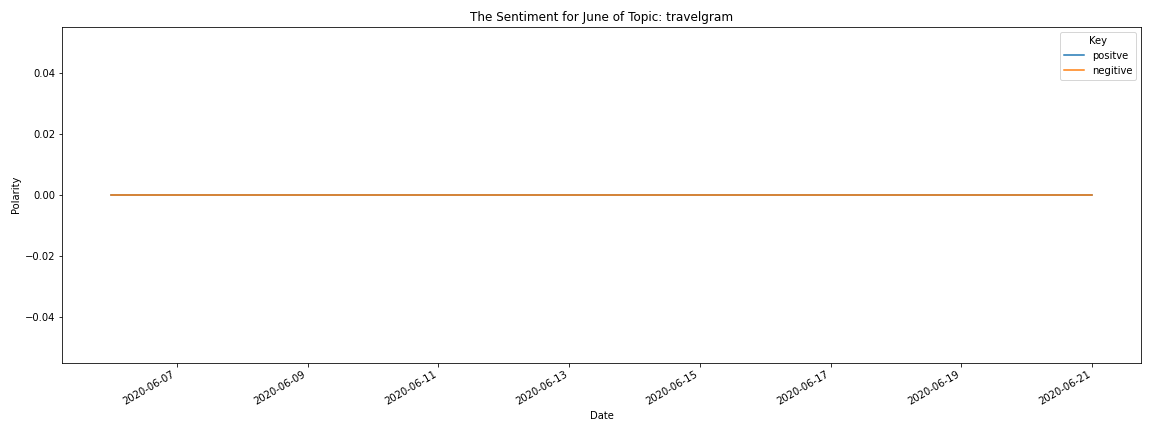 The Sentiment for June of Topic: travelgram
Key
positve
negitive
0.04
0.02
0.00
−0.02
−0.04
Polarity
2020-06-07
2020-06-09
2020-06-11
2020-06-13
2020-06-15
2020-06-17
2020-06-19
2020-06-21
Date